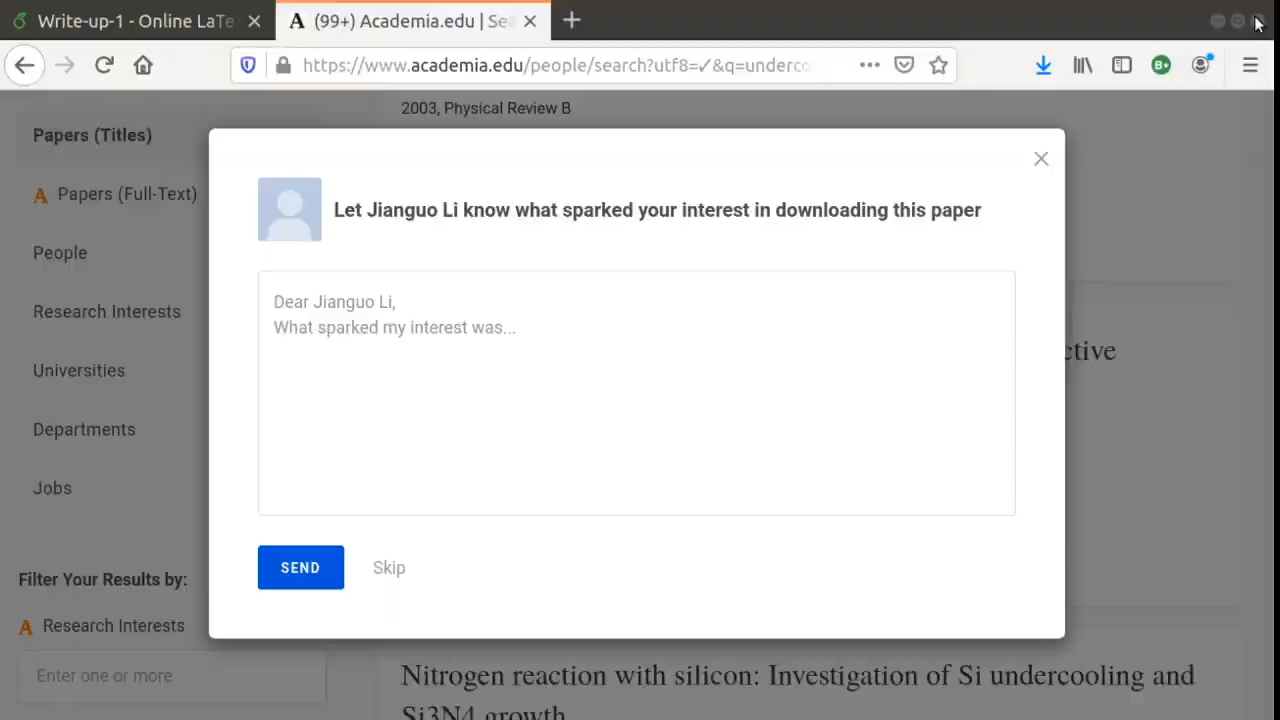 Write-up-1 - Online LaTe
(99+) Academia.edu | Sea
https://www.academia.edu/people/search?utf8=✓&q=underco
2003, Physical Review B
Papers (Titles)
Papers (Full-Text)
People
Research Interests
Universities
Departments
Jobs
Filter Your Results by:
Research Interests
Enter one or more
Let Jianguo Li know what sparked your interest in downloading this paper
Dear Jianguo Li,
What sparked my interest was...
SEND
Skip
ctive
Nitrogen reaction with silicon: Investigation of Si undercooling and
Si3N4 growth